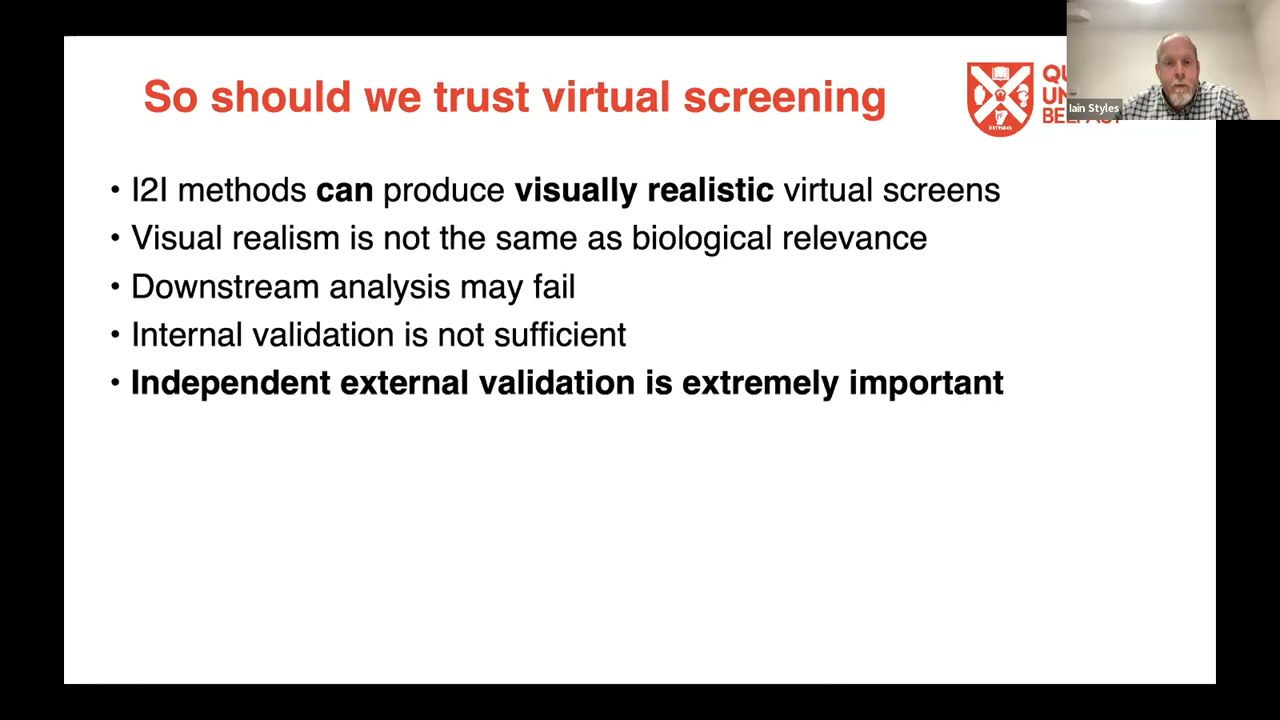 So should we trust virtual screening
• I2I methods can produce visually realistic virtual screens
• Visual realism is not the same as biological relevance
• Downstream analysis may fail
• Internal validation is not sufficient
• Independent external validation is extremely important
Iain Styles